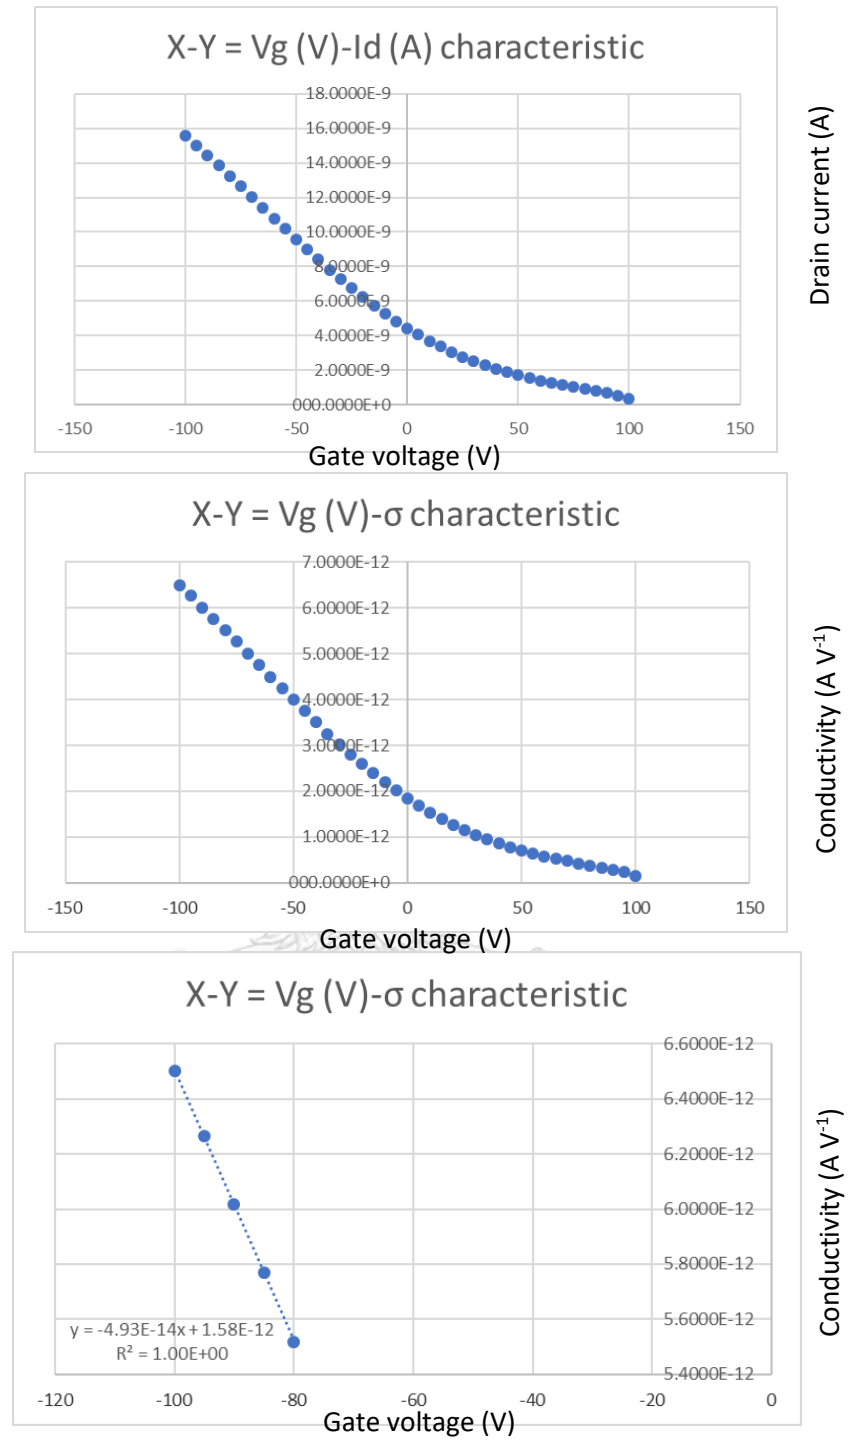 X-Y = Vg (V)-Id (A) characteristic
18.0000E-9
16.0000E-9
14.0000E-9
12.0000E-9
10.0000E-9
8.0000E-9
6.0000E-9
4.0000E-9
2.0000E-9
000.0000E+0
-150 -100 -50 0 50 100 150
Gate voltage (V)
Drain current (A)
X-Y = Vg (V)-σ characteristic
7.0000E-12
6.0000E-12
5.0000E-12
4.0000E-12
3.0000E-12
2.0000E-12
1.0000E-12
000.0000E+0
-150 -100 -50 0 50 100 150
Gate voltage (V)
Conductivity (A V⁻¹)
X-Y = Vg (V)-σ characteristic
6.6000E-12
6.4000E-12
6.2000E-12
6.0000E-12
5.8000E-12
5.6000E-12
5.4000E-12
y = -4.93E-14x + 1.58E-12
R² = 1.00E+00
-120 -100 -80 -60 -40 -20 0
Gate voltage (V)
Conductivity (A V⁻¹)